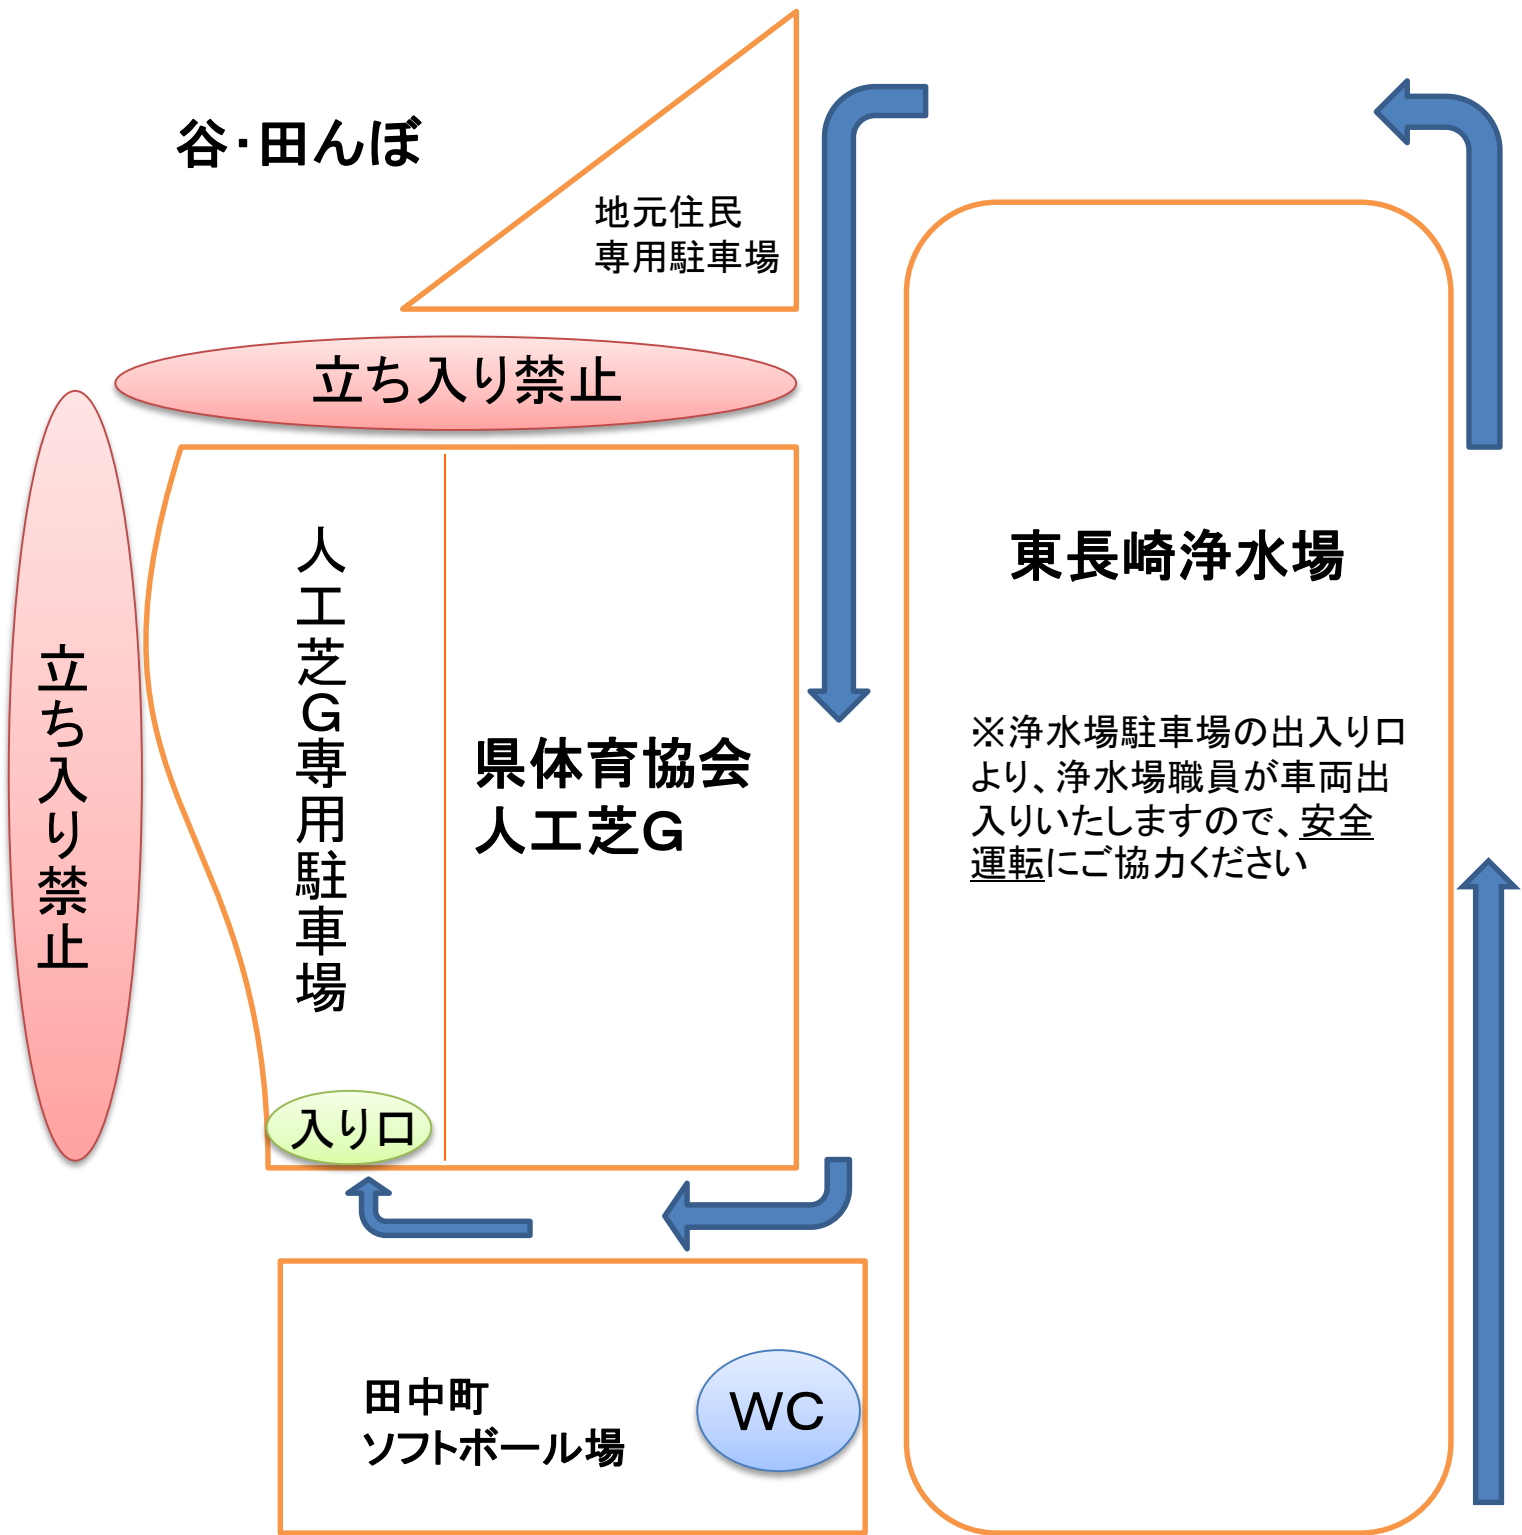 谷・田んぼ
地元住民
専用駐車場
立ち入り禁止
立ち入り禁止
人工芝G専用駐車場
県体育協会
人工芝G
入り口
東長崎浄水場
※浄水場駐車場の出入り口
より、浄水場職員が車両出
入りいたしますので、安全
運転にご協力ください
田中町
ソフトボール場
WC